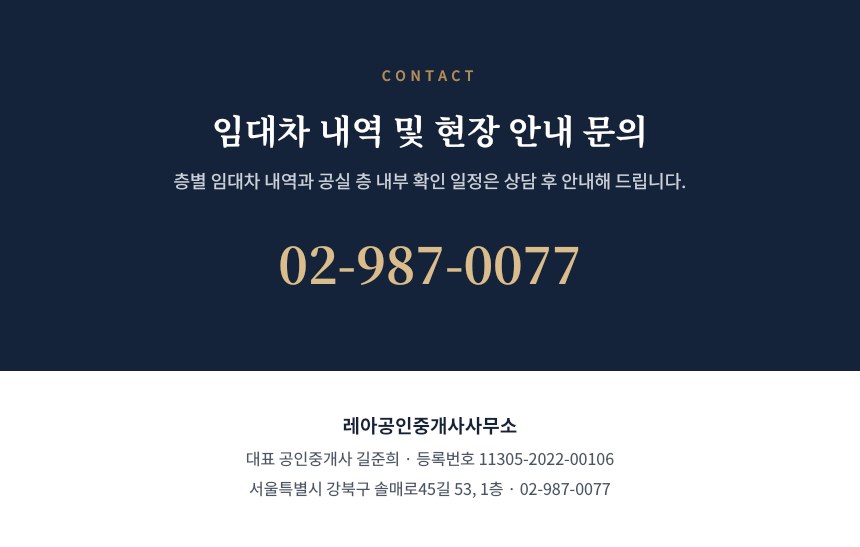 CONTACT
임대차 내역 및 현장 안내 문의
층별 임대차 내역과 공실 층 내부 확인 일정은 상담 후 안내해 드립니다.
02-987-0077
레아공인중개사사무소
대표 공인중개사 길준희 · 등록번호 11305-2022-00106
서울특별시 강북구 솔매로45길 53, 1층 · 02-987-0077